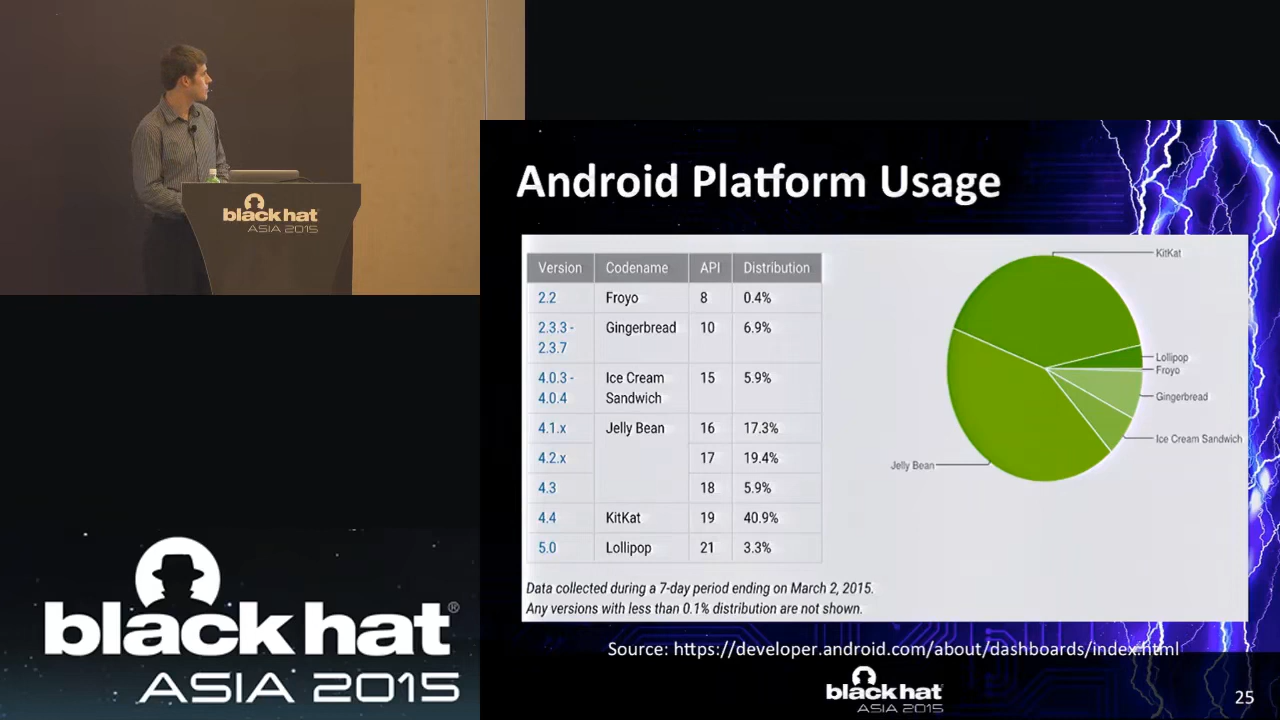 black hat
ASIA 2015
Android Platform Usage
Version Codename API Distribution
2.2 Froyo 8 0.4%
2.3.3 - Gingerbread 10 6.9%
2.3.7
4.0.3 - Ice Cream 15 5.9%
4.0.4 Sandwich
4.1.x Jelly Bean 16 17.3%
4.2.x 17 19.4%
4.3 18 5.9%
4.4 KitKat 19 40.9%
5.0 Lollipop 21 3.3%
KitKat
Lollipop
Froyo
Gingerbread
Ice Cream Sandwich
Jelly Bean
Data collected during a 7-day period ending on March 2, 2015.
Any versions with less than 0.1% distribution are not shown.
Source: https://developer.android.com/about/dashboards/index.html
black hat®
ASIA 2015
black hat
ASIA 2015
25